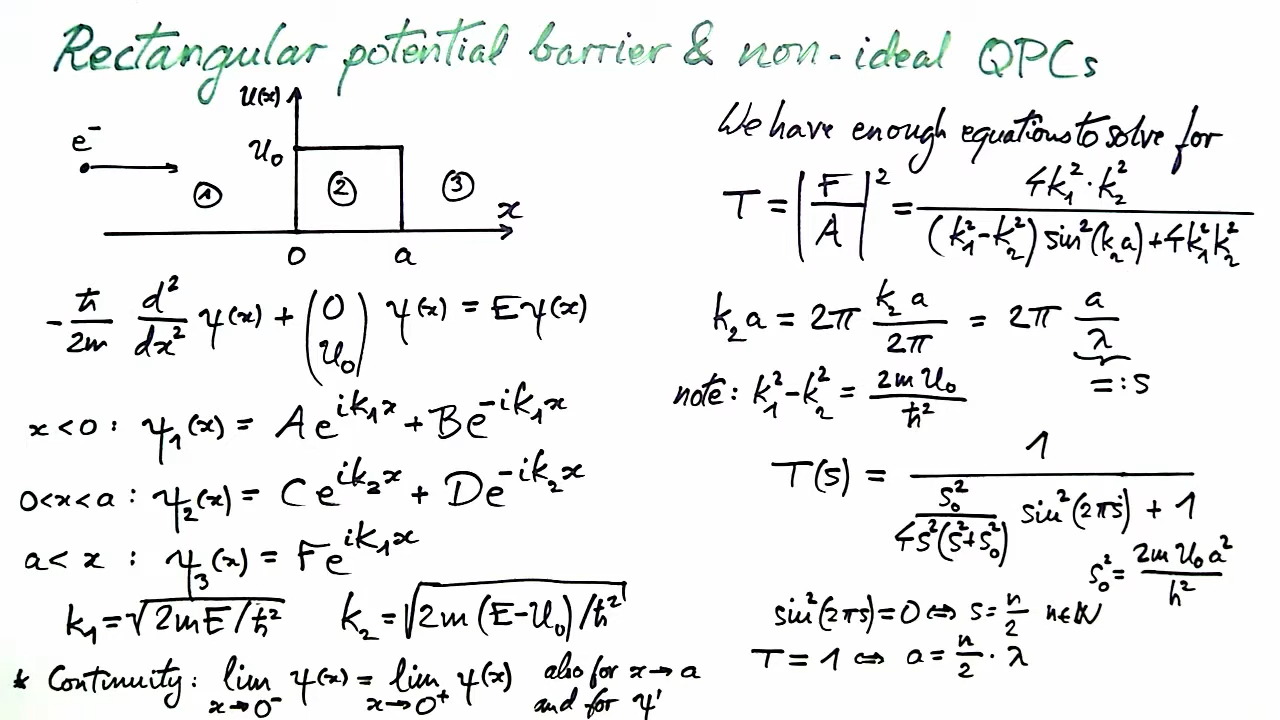 Rectangular potential barrier & non-ideal QPCs
U(x)
e⁻
U₀
① ② ③
x
0 a
-ħ/2m d²/dx² ψ(x) + (0 U₀) ψ(x) = Eψ(x)
x<0 : ψ₁(x) = Ae^{ik₁x} + Be^{-ik₁x}
0<x<a : ψ₂(x) = Ce^{ik₂x} + De^{-ik₂x}
a< x : ψ₃(x) = Fe^{ik₁x}
k₁ = √(2mE/ħ²) k₂ = √(2m(E-U₀)/ħ²)
* Continuity: lim_{x→0⁻} ψ(x) = lim_{x→0⁺} ψ(x) also for x→a
and for ψ'
We have enough equations to solve for
T = |F/A|² = 4k₁²·k₂² / ((k₁²-k₂²) sin²(k₂a)+4k₁²k₂²)
k₂a = 2π k₂a/2π = 2π a/λ
=:s
note: k₁²-k₂² = 2mU₀/ħ²
T(s) = 1 / (s₀²/(4s²(s²+s₀²)) sin²(2πs) + 1)
s₀² = 2mU₀a²/h²
sin²(2πs)=0 ⇔ s=n/2 n∈ℕ
T=1 ⇔ a=n/2·λ